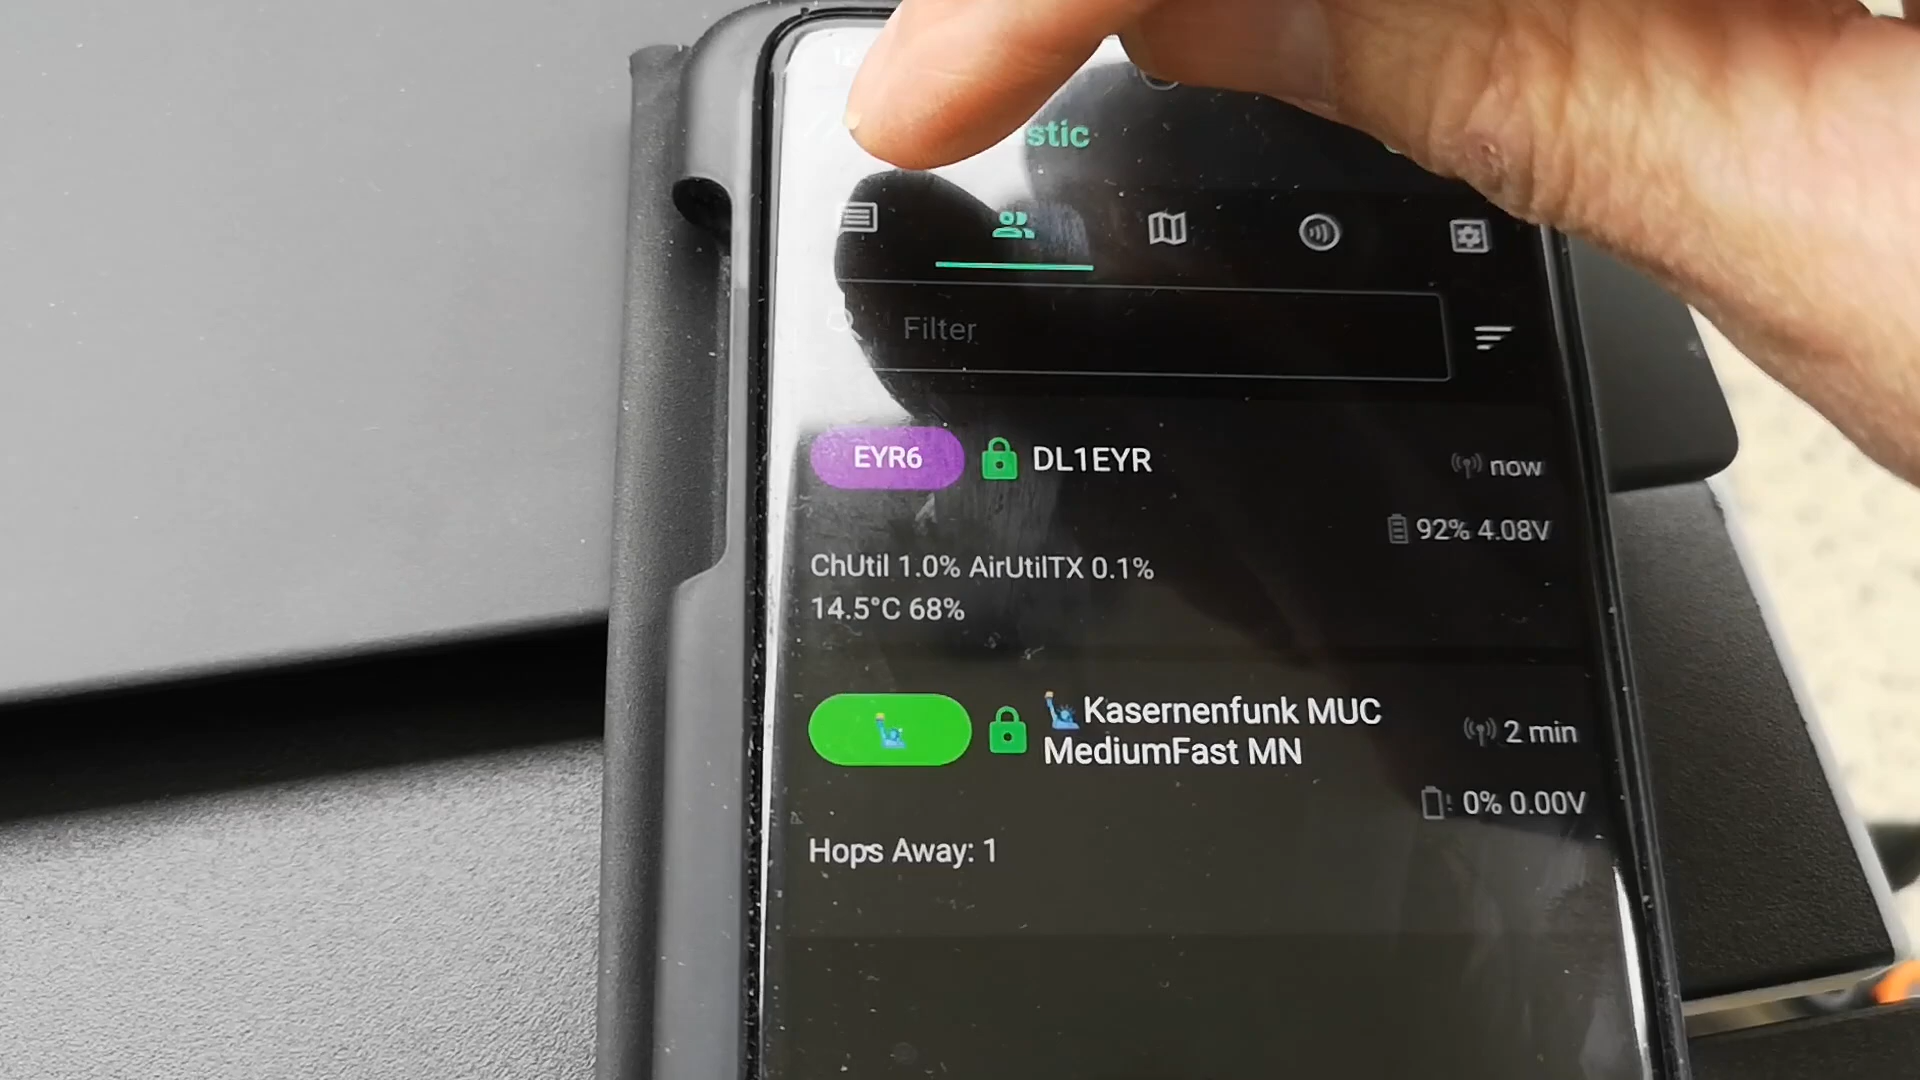 stic
Filter
EYR6 DL1EYR now
92% 4.08V
ChUtil 1.0% AirUtilTX 0.1%
14.5°C 68%
🗽Kasernenfunk MUC
MediumFast MN 2 min
0% 0.00V
Hops Away: 1